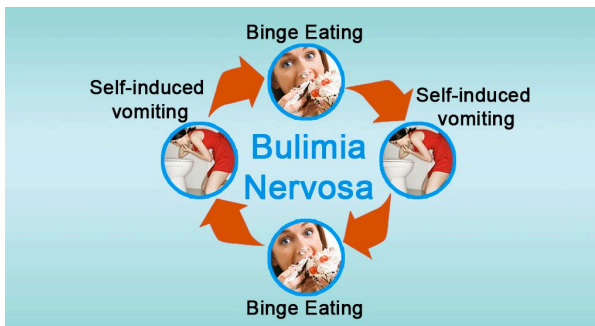 Binge Eating
Self-induced
vomiting
Self-induced
vomiting
Bulimia
Nervosa
Binge Eating